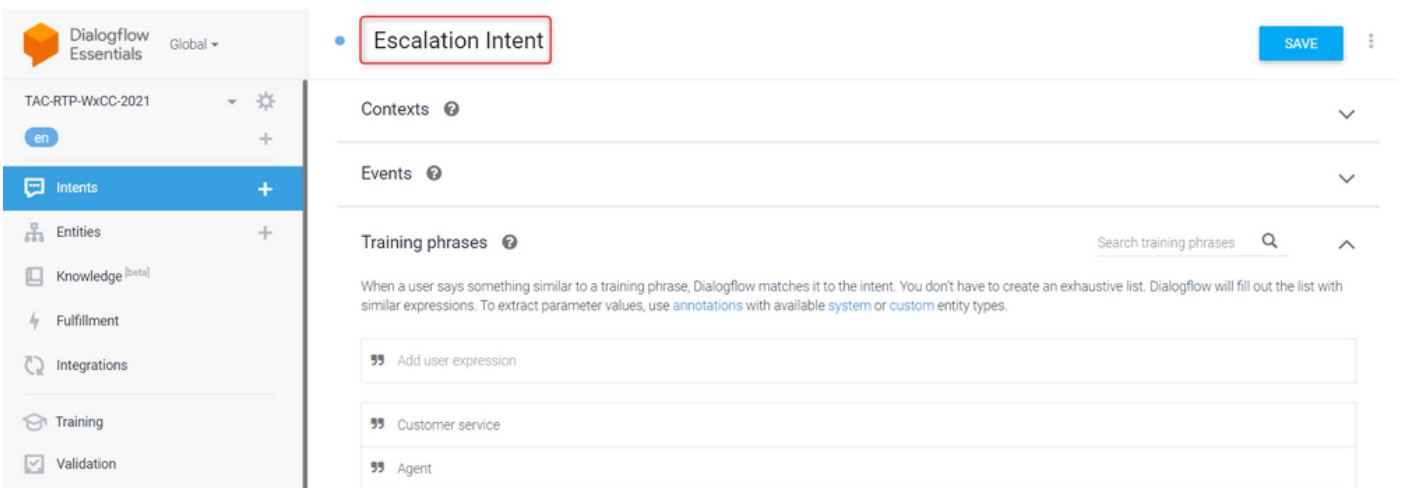 Dialogflow
Essentials
Global
Escalation Intent
SAVE
TAC-RTP-WxCC-2021
en
Intents
Entities
Knowledge [beta]
Fulfillment
Integrations
Training
Validation
Contexts
Events
Training phrases
Search training phrases
When a user says something similar to a training phrase, Dialogflow matches it to the intent. You don't have to create an exhaustive list. Dialogflow will fill out the list with
similar expressions. To extract parameter values, use annotations with available system or custom entity types.
Add user expression
Customer service
Agent